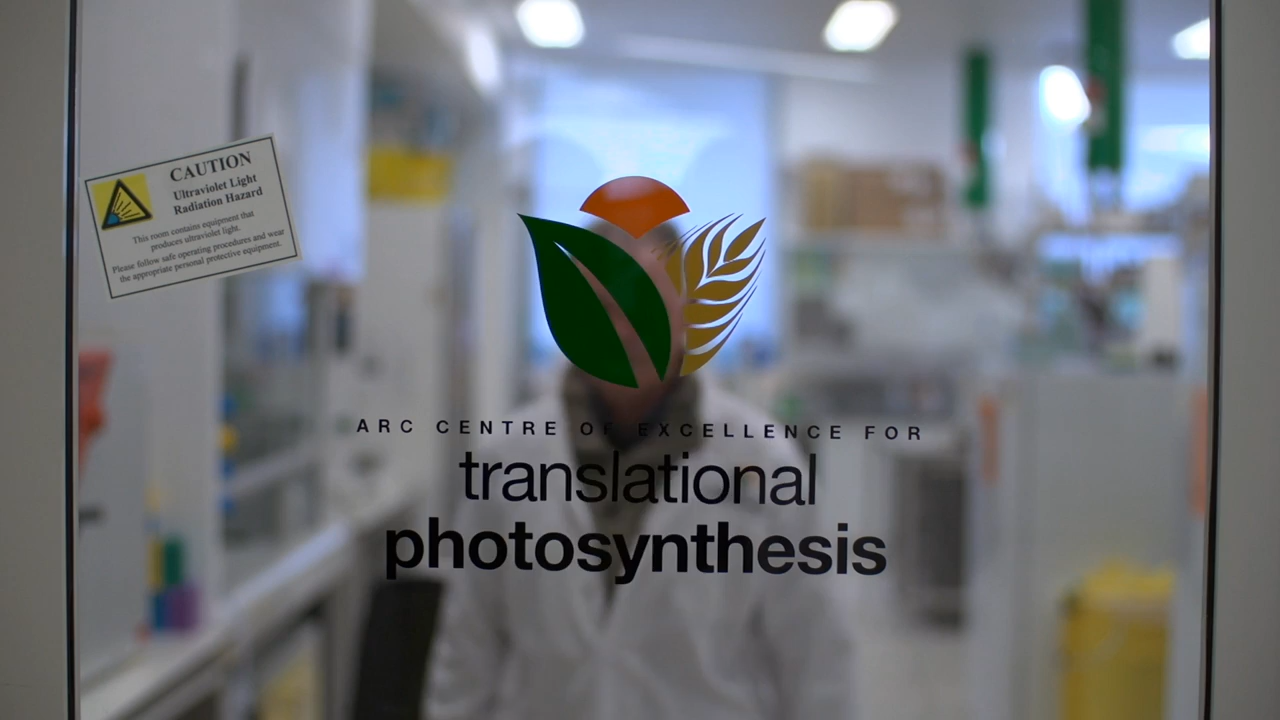 CAUTION
Ultraviolet Light
Radiation Hazard
This room contains equipment that
produces ultraviolet light.
Please follow safe operating procedures and wear
the appropriate personal protective equipment.
ARC CENTRE OF EXCELLENCE FOR
translational
photosynthesis